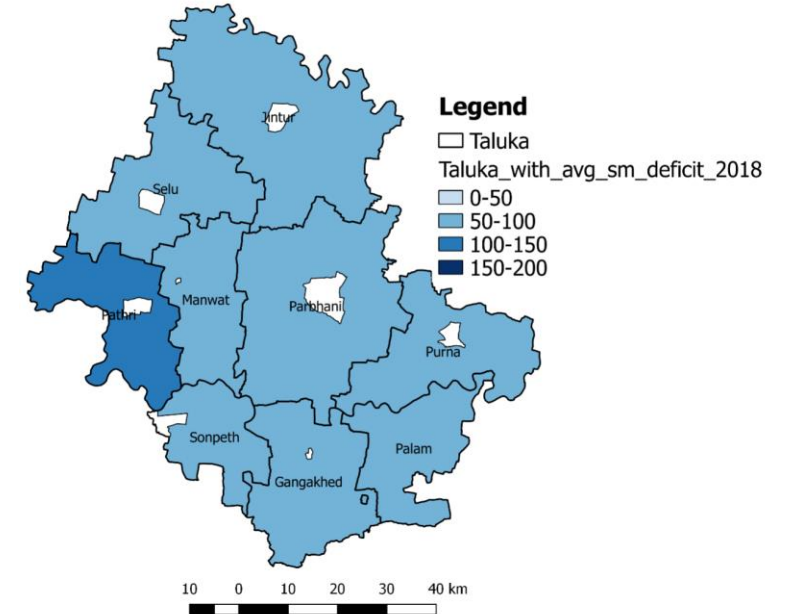 Legend
Taluka
Taluka_with_avg_sm_deficit_2018
0-50
50-100
100-150
150-200
Jintur
Selu
Manwat
Parbhani
Pathri
Purna
Sonpeth
Palam
Gangakhed
10 0 10 20 30 40 km